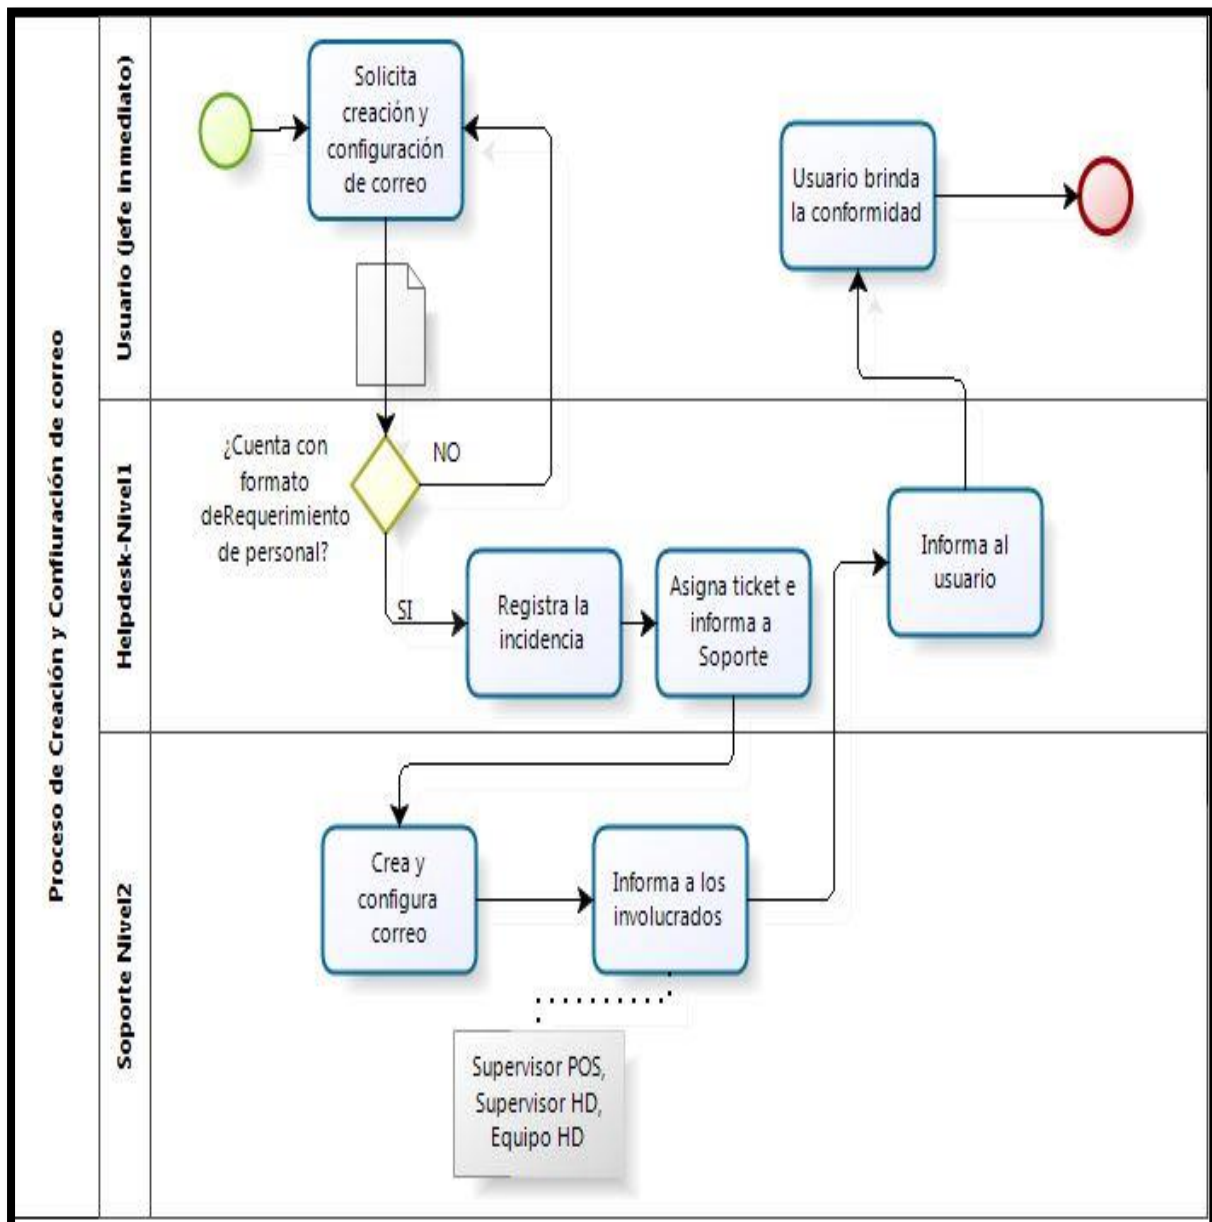 Proceso de Creación y Confiuración de correo
Usuario (jefe inmediato)
Solicita
creación y
configuración
de correo
Usuario brinda
la conformidad
Helpdesk-Nivel1
¿Cuenta con
formato
deRequerimiento
de personal?
NO
SI
Registra la
incidencia
Asigna ticket e
informa a
Soporte
Informa al
usuario
Soporte Nivel2
Crea y
configura
correo
Informa a los
involucrados
Supervisor POS,
Supervisor HD,
Equipo HD